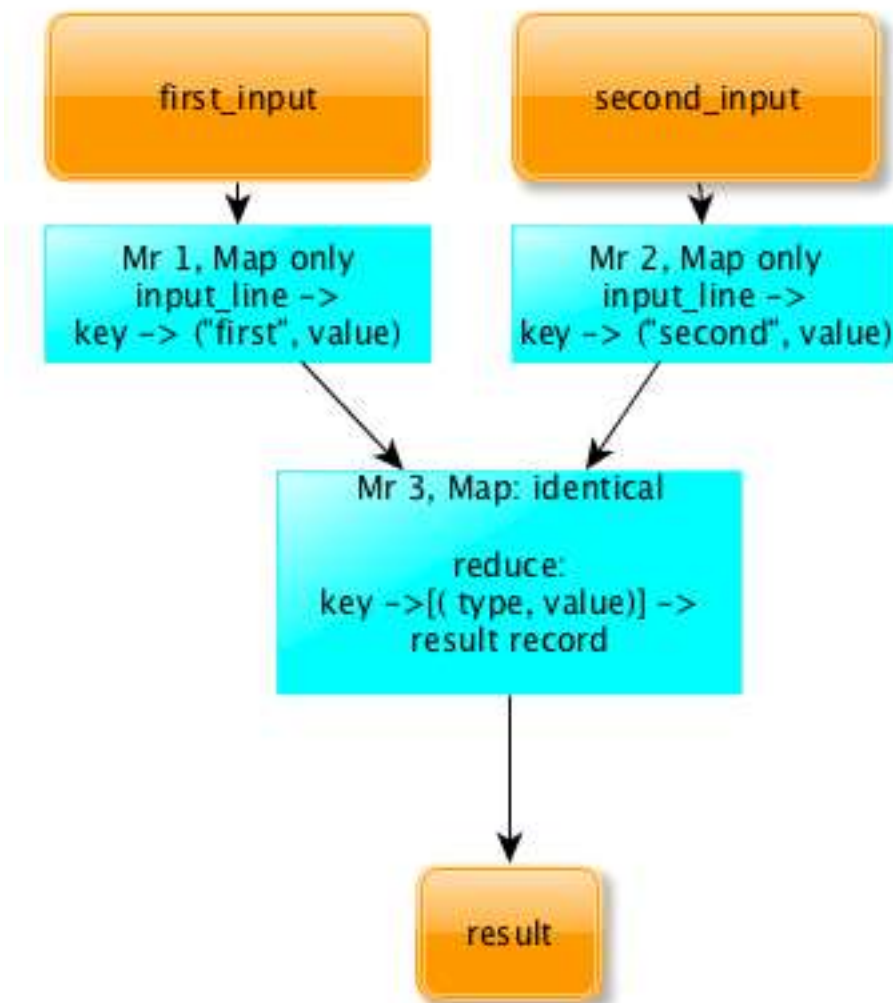 first_input
second_input
Mr 1, Map only
input_line ->
key -> ("first", value)
Mr 2, Map only
input_line ->
key -> ("second", value)
Mr 3, Map: identical
reduce:
key ->[( type, value)] ->
result record
result